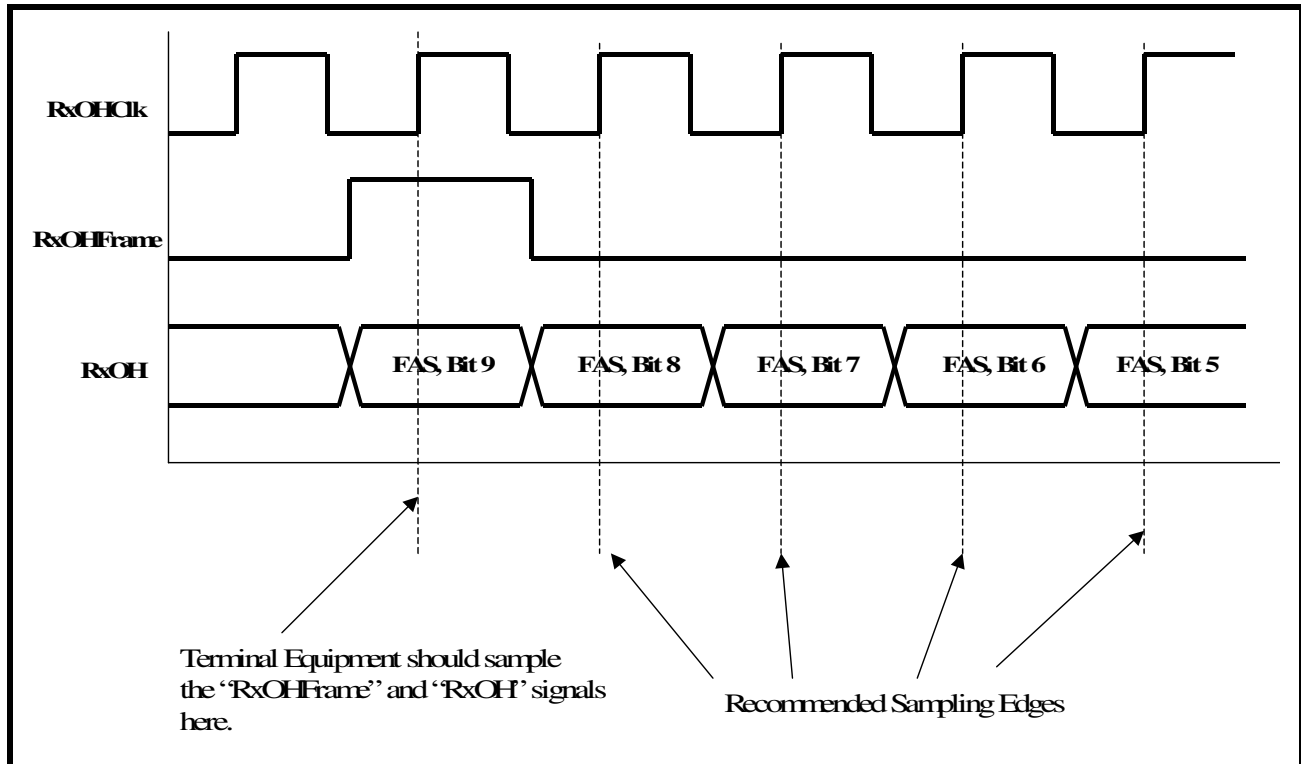 RxOHClk
RxOHFrame
RxOH
FAS, Bit 9
FAS, Bit 8
FAS, Bit 7
FAS, Bit 6
FAS, Bit 5
Terminal Equipment should sample
the “RxOHFrame” and “RxOH” signals
here.
Recommended Sampling Edges